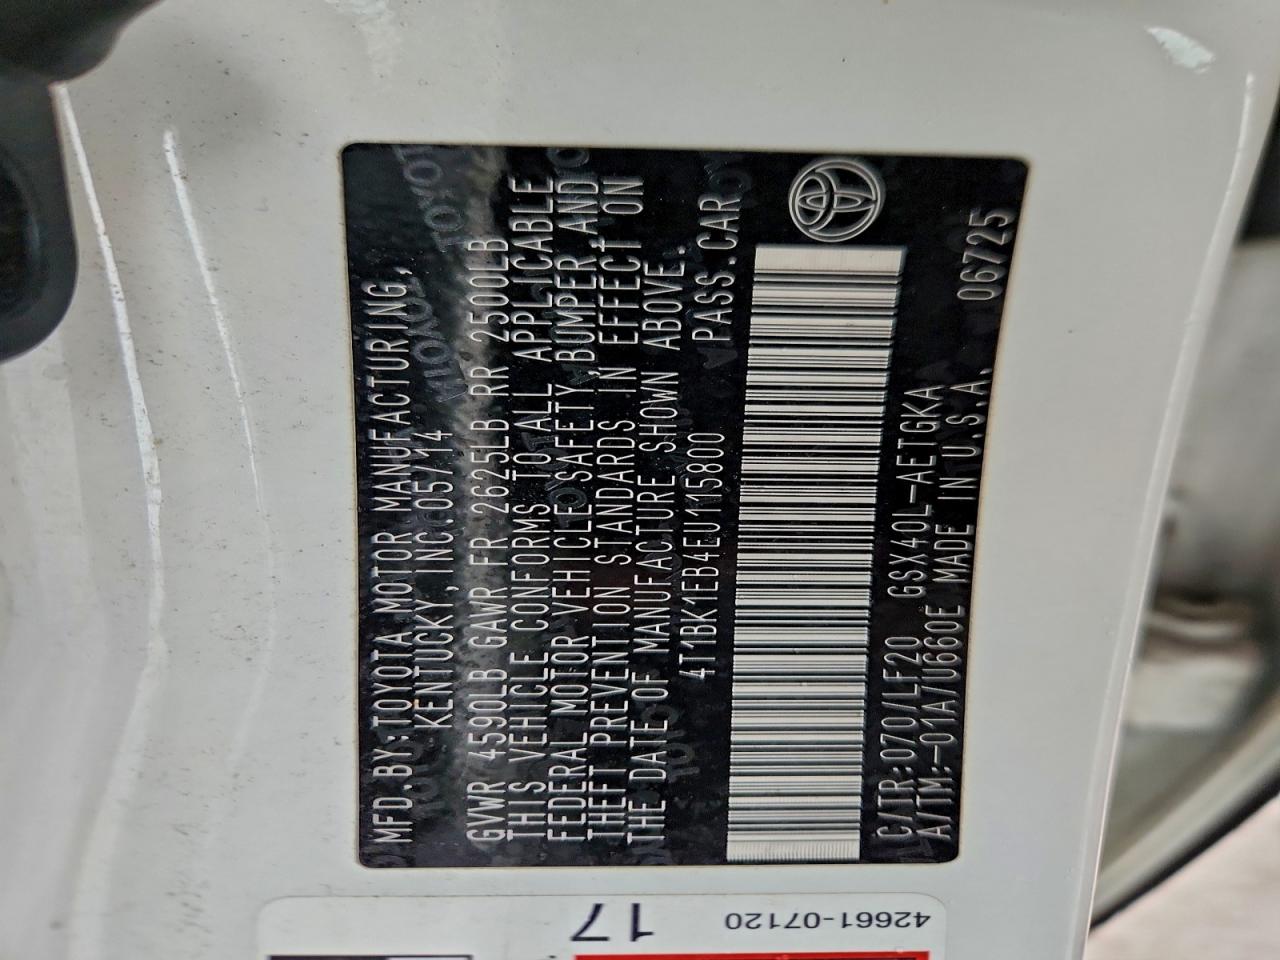 MFD.BY:TOYOTA MOTOR MANUFACTURING,
KENTUCKY, INC.05/14
GVWR 4590LB GAWR FR 2625LB RR 2500LB
THIS VEHICLE CONFORMS TO ALL APPLICABLE
FEDERAL MOTOR VEHICLE SAFETY,BUMPER AND
THEFT PREVENTION STANDARDS IN EFFECT ON
THE DATE OF MANUFACTURE SHOWN ABOVE.
4T1BK1EB4EU115800 PASS.CAR
C/TR:070/LF20 GSX40L-AETGKA
A/TM:-01A/U660E MADE IN U.S.A. 06725
17
42661-07120